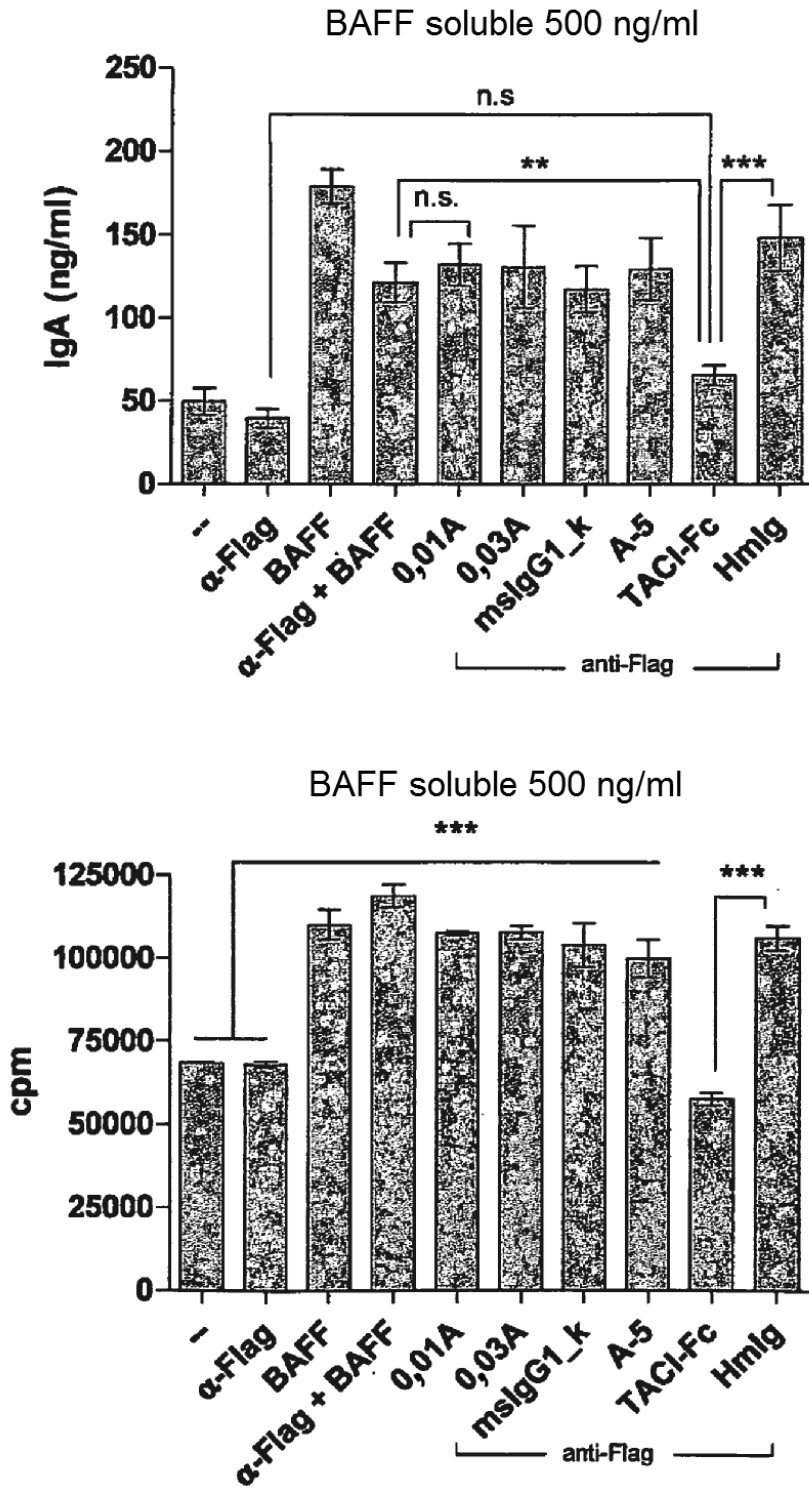 BAFF soluble 500 ng/ml
250
200
150
100
50
0
IgA (ng/ml)
n.s
**
***
n.s.
--
α-Flag
BAFF
α-Flag + BAFF
0,01A
0,03A
msIgG1_k
A-5
TACI-Fc
HmIg
anti-Flag
BAFF soluble 500 ng/ml
***
***
125000
100000
75000
50000
25000
0
cpm
--
α-Flag
BAFF
α-Flag + BAFF
0,01A
0,03A
msIgG1_k
A-5
TACI-Fc
HmIg
anti-Flag